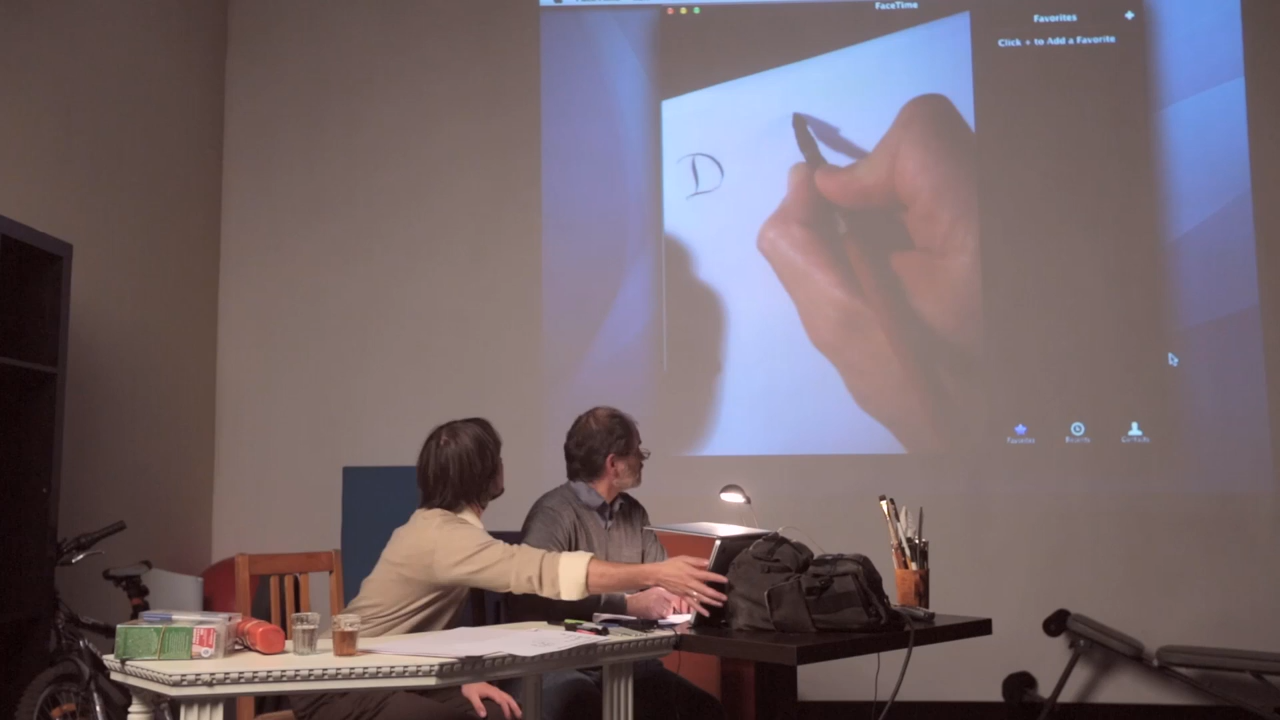 FaceTime
Favorites +
Click + to Add a Favorite
D
Favorites
Recents
Contacts